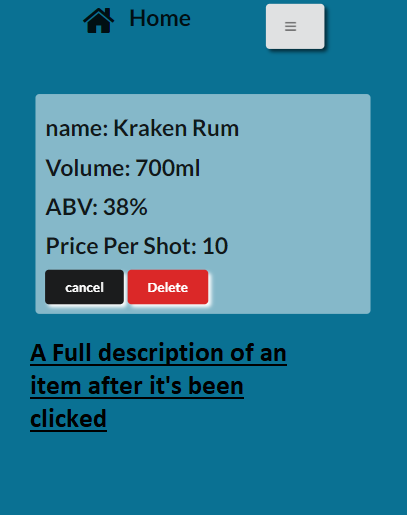 Home
name: Kraken Rum
Volume: 700ml
ABV: 38%
Price Per Shot: 10
cancel Delete
A Full description of an
item after it's been
clicked